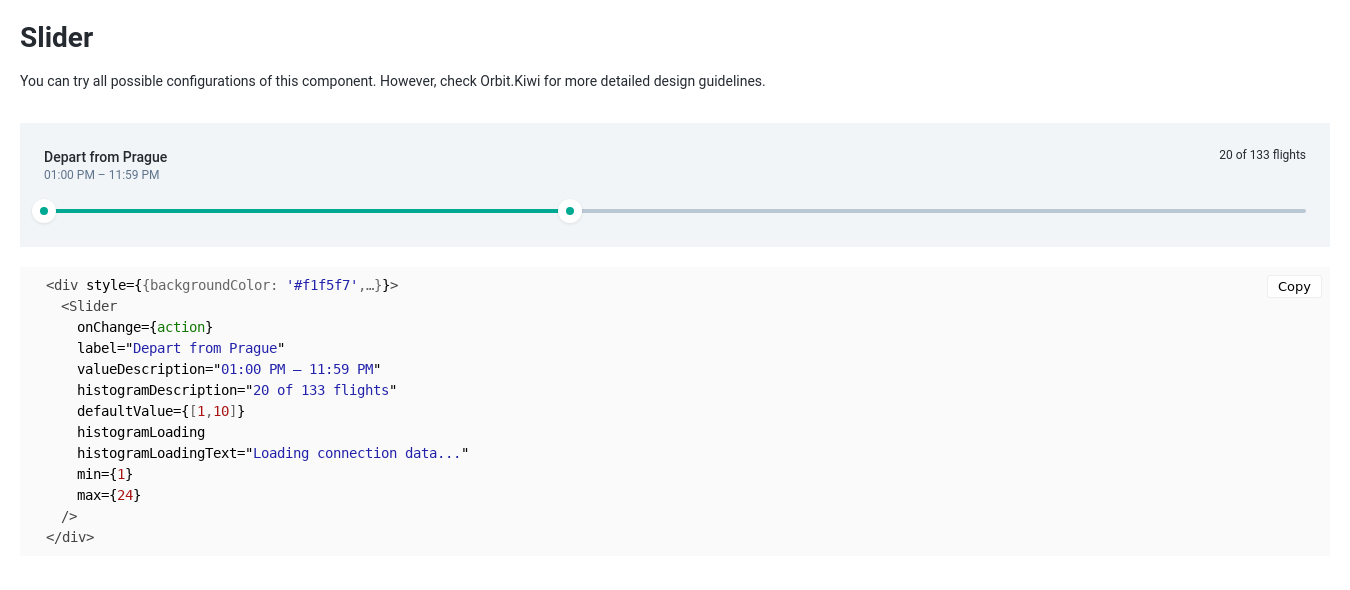 Slider
You can try all possible configurations of this component. However, check Orbit.Kiwi for more detailed design guidelines.
Depart from Prague
20 of 133 flights
01:00 PM – 11:59 PM
<div style={{backgroundColor: '#f1f5f7',…}}>
Copy
<Slider
onChange={action}
label="Depart from Prague"
valueDescription="01:00 PM – 11:59 PM"
histogramDescription="20 of 133 flights"
defaultValue={[1,10]}
histogramLoading
histogramLoadingText="Loading connection data..."
min={1}
max={24}
/>
</div>